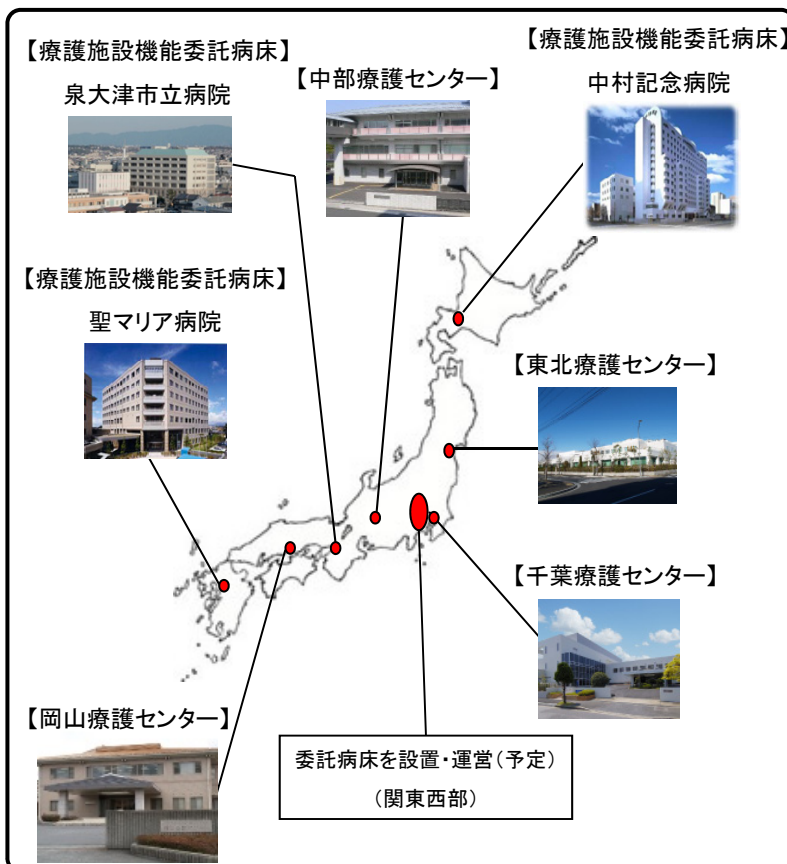 【療護施設機能委託病床】
泉大津市立病院
【中部療護センター】
【療護施設機能委託病床】
中村記念病院
【療護施設機能委託病床】
聖マリア病院
【東北療護センター】
【千葉療護センター】
【岡山療護センター】
委託病床を設置・運営（予定）
（関東西部）